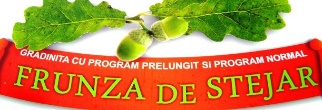 GRADINITA CU PROGRAM PRELUNGIT SI PROGRAM NORMAL
FRUNZA DE STEJAR